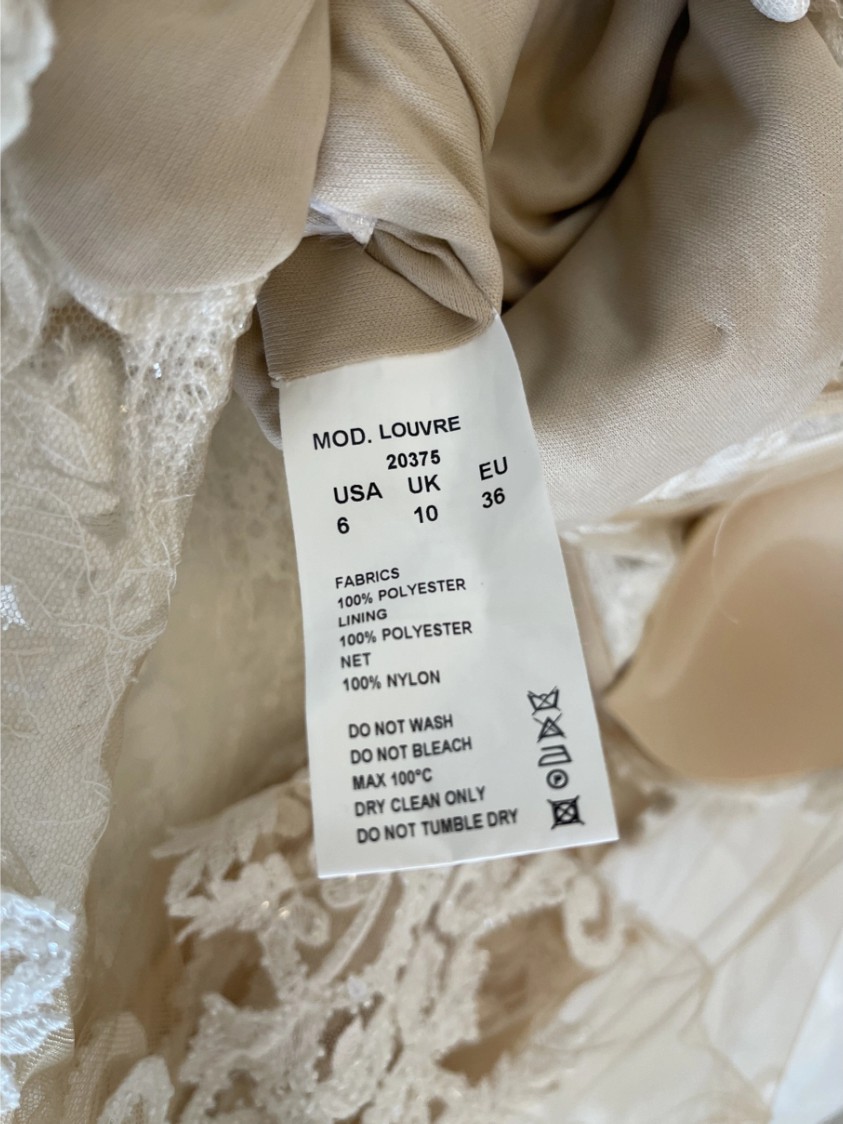 MOD. LOUVRE
20375
USA UK EU
6 10 36
FABRICS
100% POLYESTER
LINING
100% POLYESTER
NET
100% NYLON
DO NOT WASH
DO NOT BLEACH
MAX 100°C
DRY CLEAN ONLY
DO NOT TUMBLE DRY